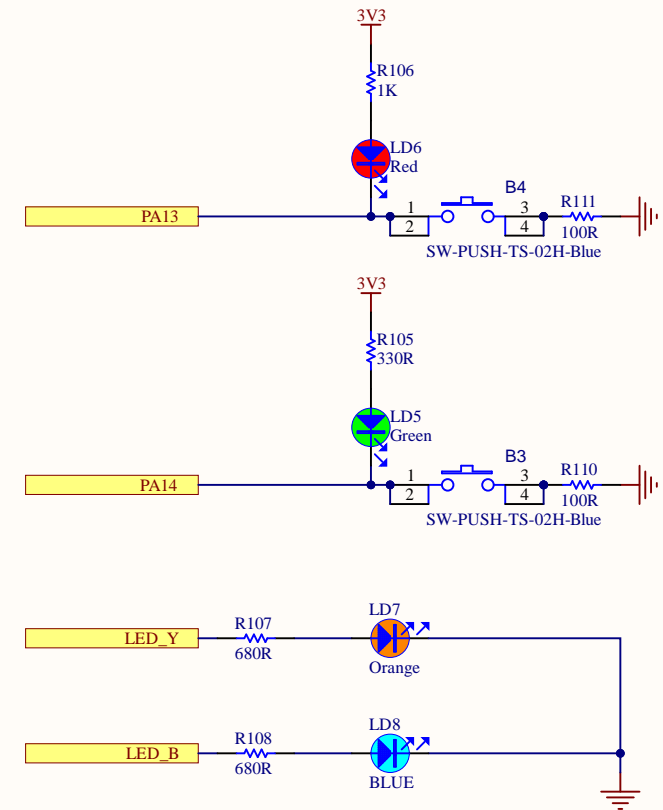 3V3
R106
1K
LD6
Red
B4
R111
PA13
1
3
2
4
100R
SW-PUSH-TS-02H-Blue
3V3
R105
330R
LD5
Green
B3
R110
PA14
1
3
2
4
100R
SW-PUSH-TS-02H-Blue
LD7
R107
LED_Y
680R
Orange
LD8
R108
LED_B
680R
BLUE